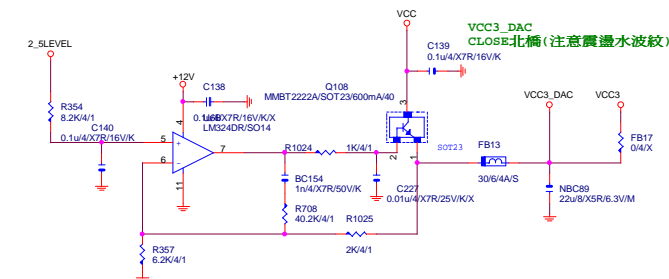 VCC
VCC3_DAC
CLOSE北橋(注意震盪水波紋)
2_5LEVEL
C139
0.1u/4/X7R/16V/K
+12V
Q108
MMBT2222A/SOT23/600mA/40
VCC3_DAC
VCC3
R354
8.2K/4/1
C138
0.1u/4/X7R/16V/K/X
LM324DR/SO14
C140
0.1u/4/X7R/16V/K
4
3
5
+
7
R1024
1K/4/1
2
1
SOT23
FB13
30/6/4A/S
FB17
0/4/X
6
−
11
BC154
1n/4/X7R/50V/K
C227
0.01u/4/X7R/25V/K/X
NBC89
22u/8/X5R/6.3V/M
R708
40.2K/4/1
R1025
2K/4/1
R357
6.2K/4/1